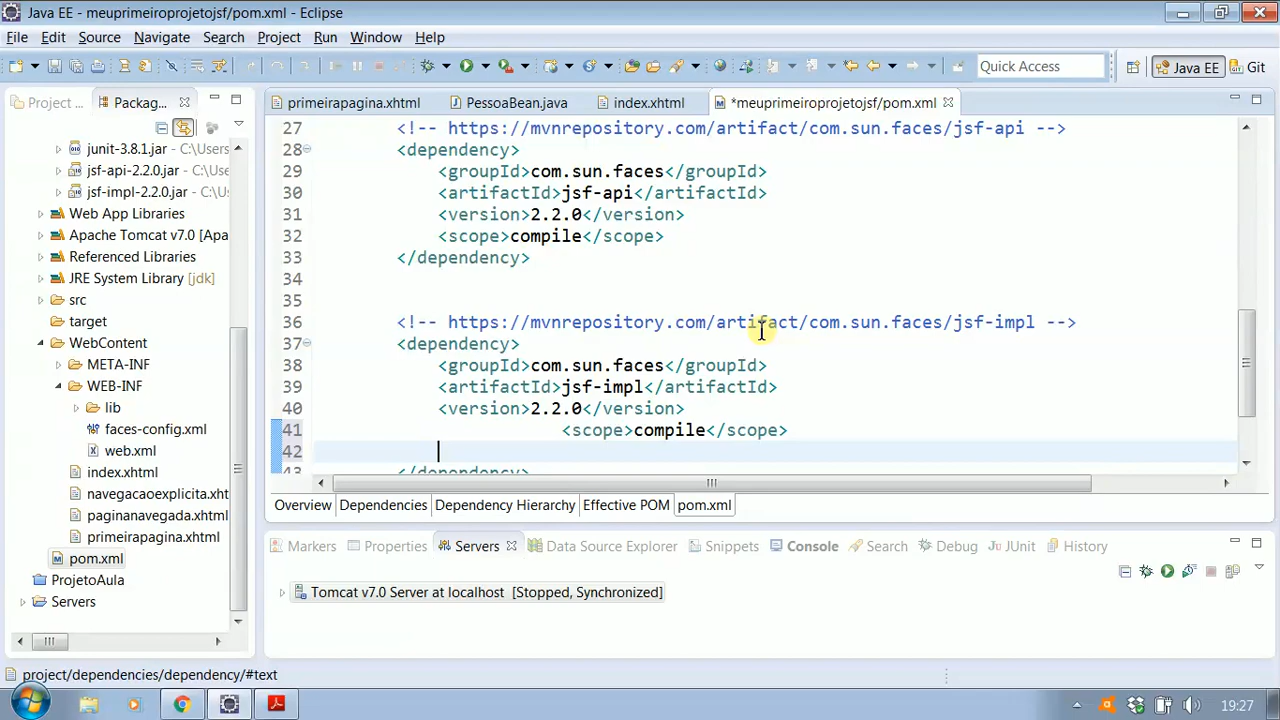 Java EE - meuprimeiroprojetojsf/pom.xml - Eclipse
File Edit Source Navigate Search Project Run Window Help
Quick Access
Java EE
Git
Project ...
Packag...
primeirapagina.xhtml
PessoaBean.java
index.xhtml
*meuprimeiroprojetojsf/pom.xml
junit-3.8.1.jar - C:\Users
jsf-api-2.2.0.jar - C:\Us
jsf-impl-2.2.0.jar - C:\U
Web App Libraries
Apache Tomcat v7.0 [Apa
Referenced Libraries
JRE System Library [jdk]
src
target
WebContent
META-INF
WEB-INF
lib
faces-config.xml
web.xml
index.xhtml
navegacaoexplicita.xht
paginanavegada.xhtml
primeirapagina.xhtml
pom.xml
ProjetoAula
Servers
27 <!-- https://mvnrepository.com/artifact/com.sun.faces/jsf-api -->
28 <dependency>
29 <groupId>com.sun.faces</groupId>
30 <artifactId>jsf-api</artifactId>
31 <version>2.2.0</version>
32 <scope>compile</scope>
33 </dependency>
34
35
36 <!-- https://mvnrepository.com/artifact/com.sun.faces/jsf-impl -->
37 <dependency>
38 <groupId>com.sun.faces</groupId>
39 <artifactId>jsf-impl</artifactId>
40 <version>2.2.0</version>
41 <scope>compile</scope>
42
43 </dependency>
Overview Dependencies Dependency Hierarchy Effective POM pom.xml
Markers Properties Servers Data Source Explorer Snippets Console Search Debug JUnit History
Tomcat v7.0 Server at localhost [Stopped, Synchronized]
project/dependencies/dependency/#text
19:27